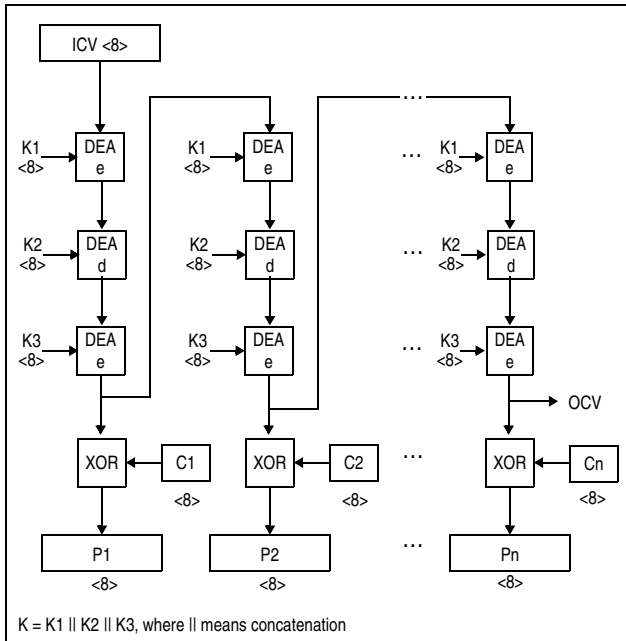 ICV <8>
...
K1 <8> DEA e K1 <8> DEA e ... K1 <8> DEA e
K2 <8> DEA d K2 <8> DEA d ... K2 <8> DEA d
K3 <8> DEA e K3 <8> DEA e ... K3 <8> DEA e
OCV
XOR C1 XOR C2 ... XOR Cn
<8> <8> <8>
P1 P2 ... Pn
<8> <8> <8>
K = K1 || K2 || K3, where || means concatenation